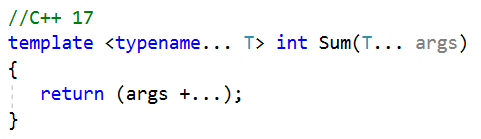 //C++ 17
template <typename... T> int Sum(T... args)
{
return (args +...);
}